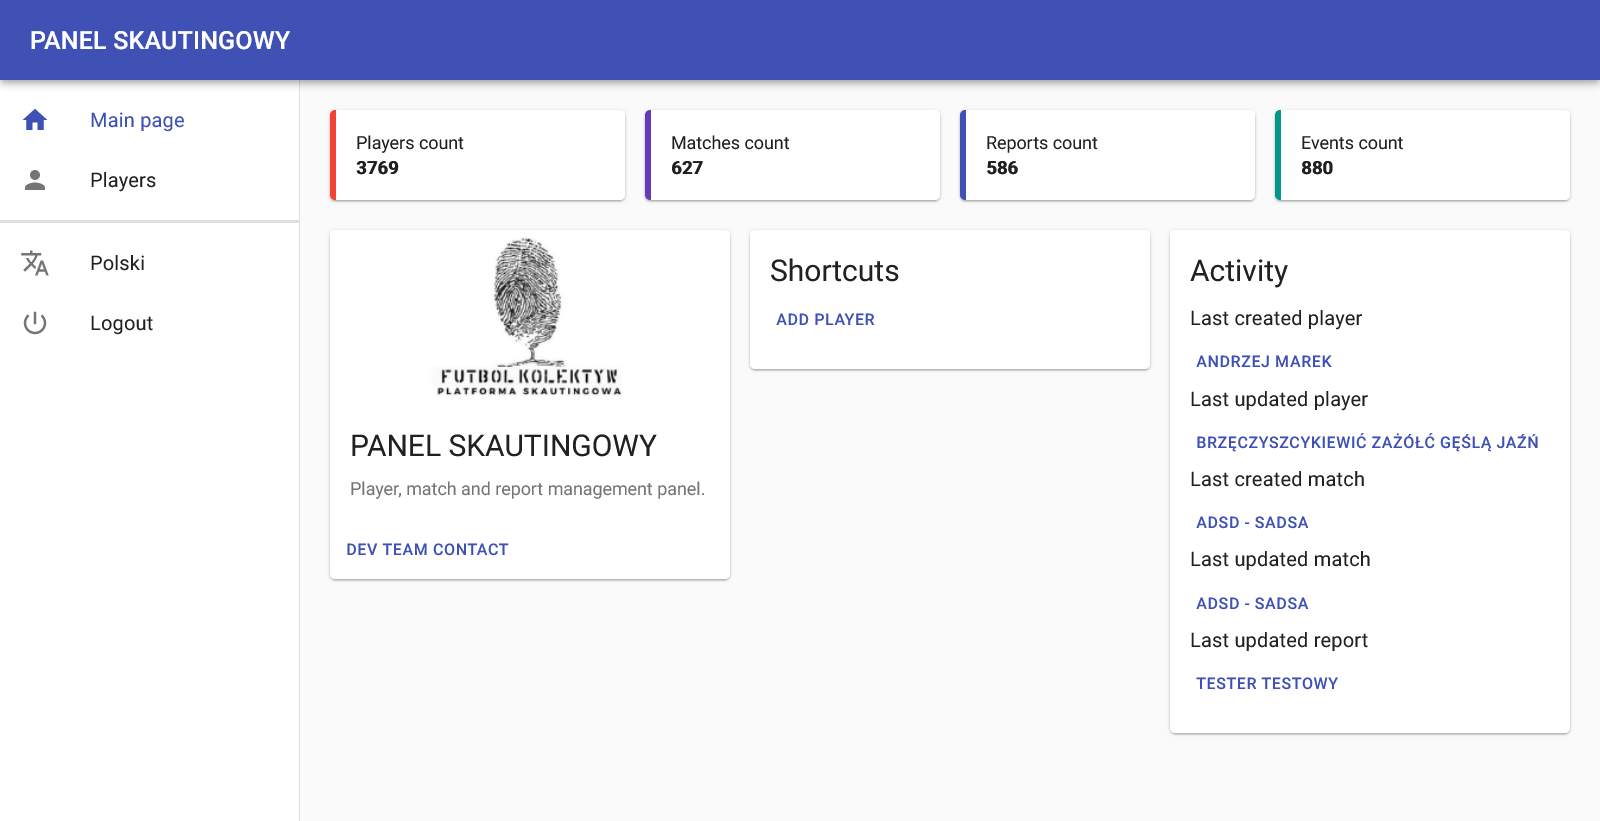 PANEL SKAUTINGOWY
Main page
Players
Polski
Logout
Players count
3769
Matches count
627
Reports count
586
Events count
880
FUTBOL KOLEKTYW
PLATFORMA SKAUTINGOWA
PANEL SKAUTINGOWY
Player, match and report management panel.
DEV TEAM CONTACT
Shortcuts
ADD PLAYER
Activity
Last created player
ANDRZEJ MAREK
Last updated player
BRZĘCZYSZCYKIEWIĆ ZAŻÓŁĆ GĘŚLĄ JAŹŃ
Last created match
ADSD - SADSA
Last updated match
ADSD - SADSA
Last updated report
TESTER TESTOWY